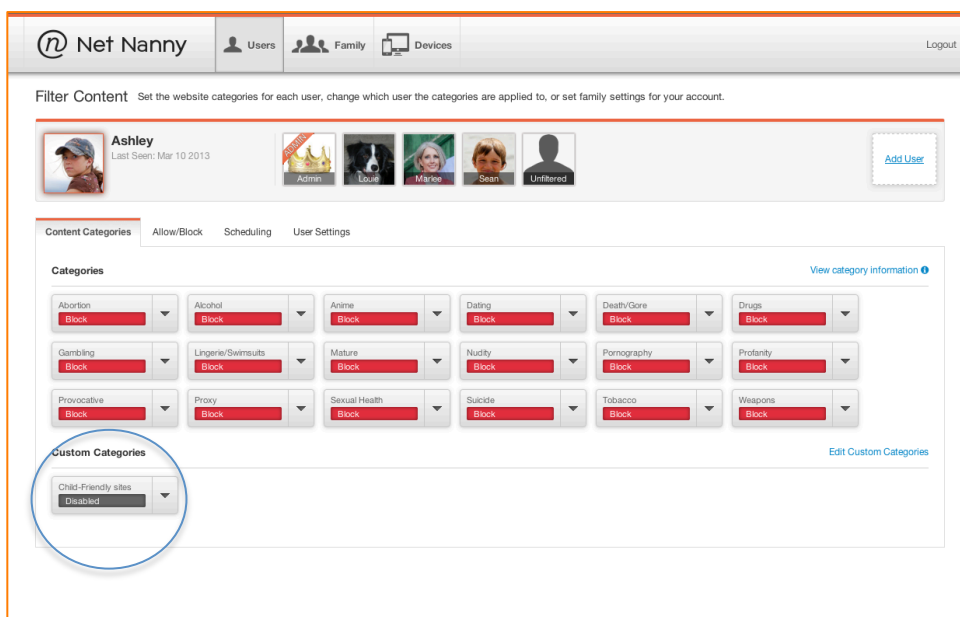 Net Nanny
Users
Family
Devices
Logout
Filter Content Set the website categories for each user, change which user the categories are applied to, or set family settings for your account.
Ashley
Last Seen: Mar 10 2013
ADMIN
Admin
Louie
Marlee
Sean
Unfiltered
Add User
Content Categories Allow/Block Scheduling User Settings
Categories
View category information
Abortion Alcohol Anime Dating Death/Gore Drugs
Block Block Block Block Block Block
Gambling Lingerie/Swimsuits Mature Nudity Pornography Profanity
Block Block Block Block Block Block
Provocative Proxy Sexual Health Suicide Tobacco Weapons
Block Block Block Block Block Block
Custom Categories
Edit Custom Categories
Child-Friendly sites
Disabled